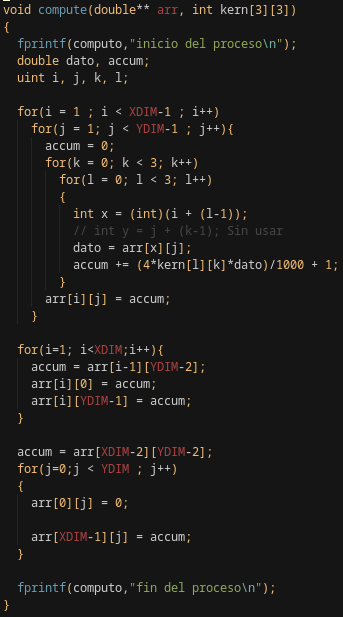 void compute(double** arr, int kern[3][3])
{
  fprintf(computo,"inicio del proceso\n");
  double dato, accum;
  uint i, j, k, l;

  for(i = 1 ; i < XDIM-1 ; i++)
    for(j = 1; j < YDIM-1 ; j++){
      accum = 0;
      for(k = 0; k < 3; k++)
        for(l = 0; l < 3; l++)
        {
          int x = (int)(i + (l-1));
          // int y = j + (k-1); Sin usar
          dato = arr[x][j];
          accum += (4*kern[l][k]*dato)/1000 + 1;
        }
      arr[i][j] = accum;
    }

  for(i=1; i<XDIM;i++){
    accum = arr[i-1][YDIM-2];
    arr[i][0] = accum;
    arr[i][YDIM-1] = accum;
  }

  accum = arr[XDIM-2][YDIM-2];
  for(j=0;j < YDIM ; j++)
  {
    arr[0][j] = 0;

    arr[XDIM-1][j] = accum;
  }

  fprintf(computo,"fin del proceso\n");
}